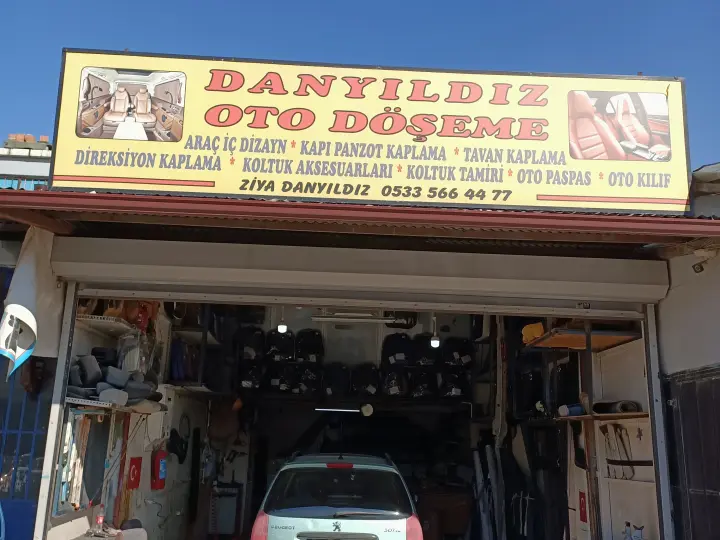 DANYILDIZ
OTO DÖŞEME
ARAÇ İÇ DİZAYN * KAPI PANZOT KAPLAMA * TAVAN KAPLAMA
DİREKSİYON KAPLAMA * KOLTUK AKSESUARLARI * KOLTUK TAMİRİ * OTO PASPAS * OTO KILIF
ZİYA DANYILDIZ 0533 566 44 77
PEUGEOT